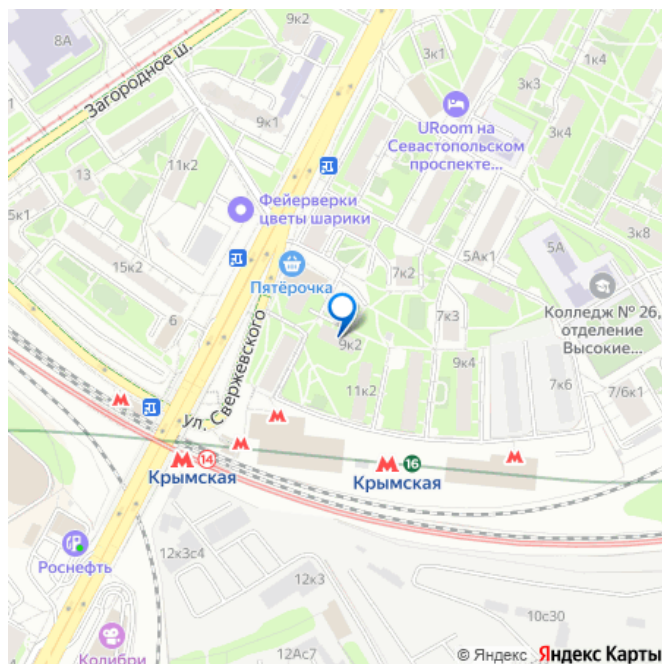 8А
9к2
3к1
1к4
Загородное ш.
3к3
9к1
URoom на
Севастопольском
проспекте...
3к4
11к2
13
Фейерверки
цветы шарики
5к1
3к8
5Ак1
5А
15к2
7к2
Пятёрочка
Колледж № 26,
отделение
Высокие...
6
7к3
9к2
9к4
ул. Свержевского
11к2
7к6
7/6к1
14
Крымская
16
Крымская
Роснефть
12к3с4
12к3
10с30
Колибри
12Ас7
© Яндекс Яндекс Карты